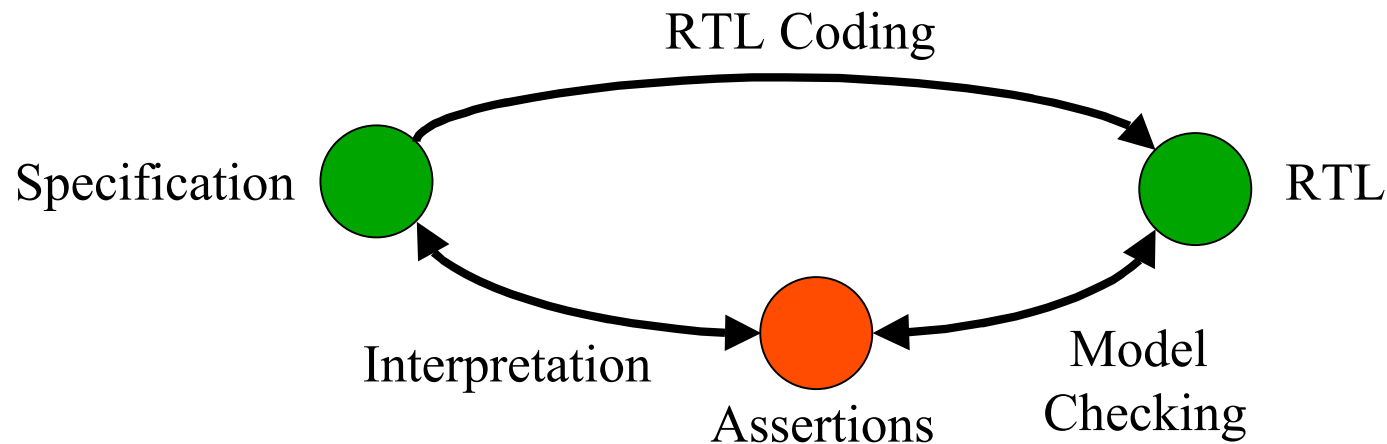 RTL Coding
Specification
RTL
Interpretation
Model
Checking
Assertions